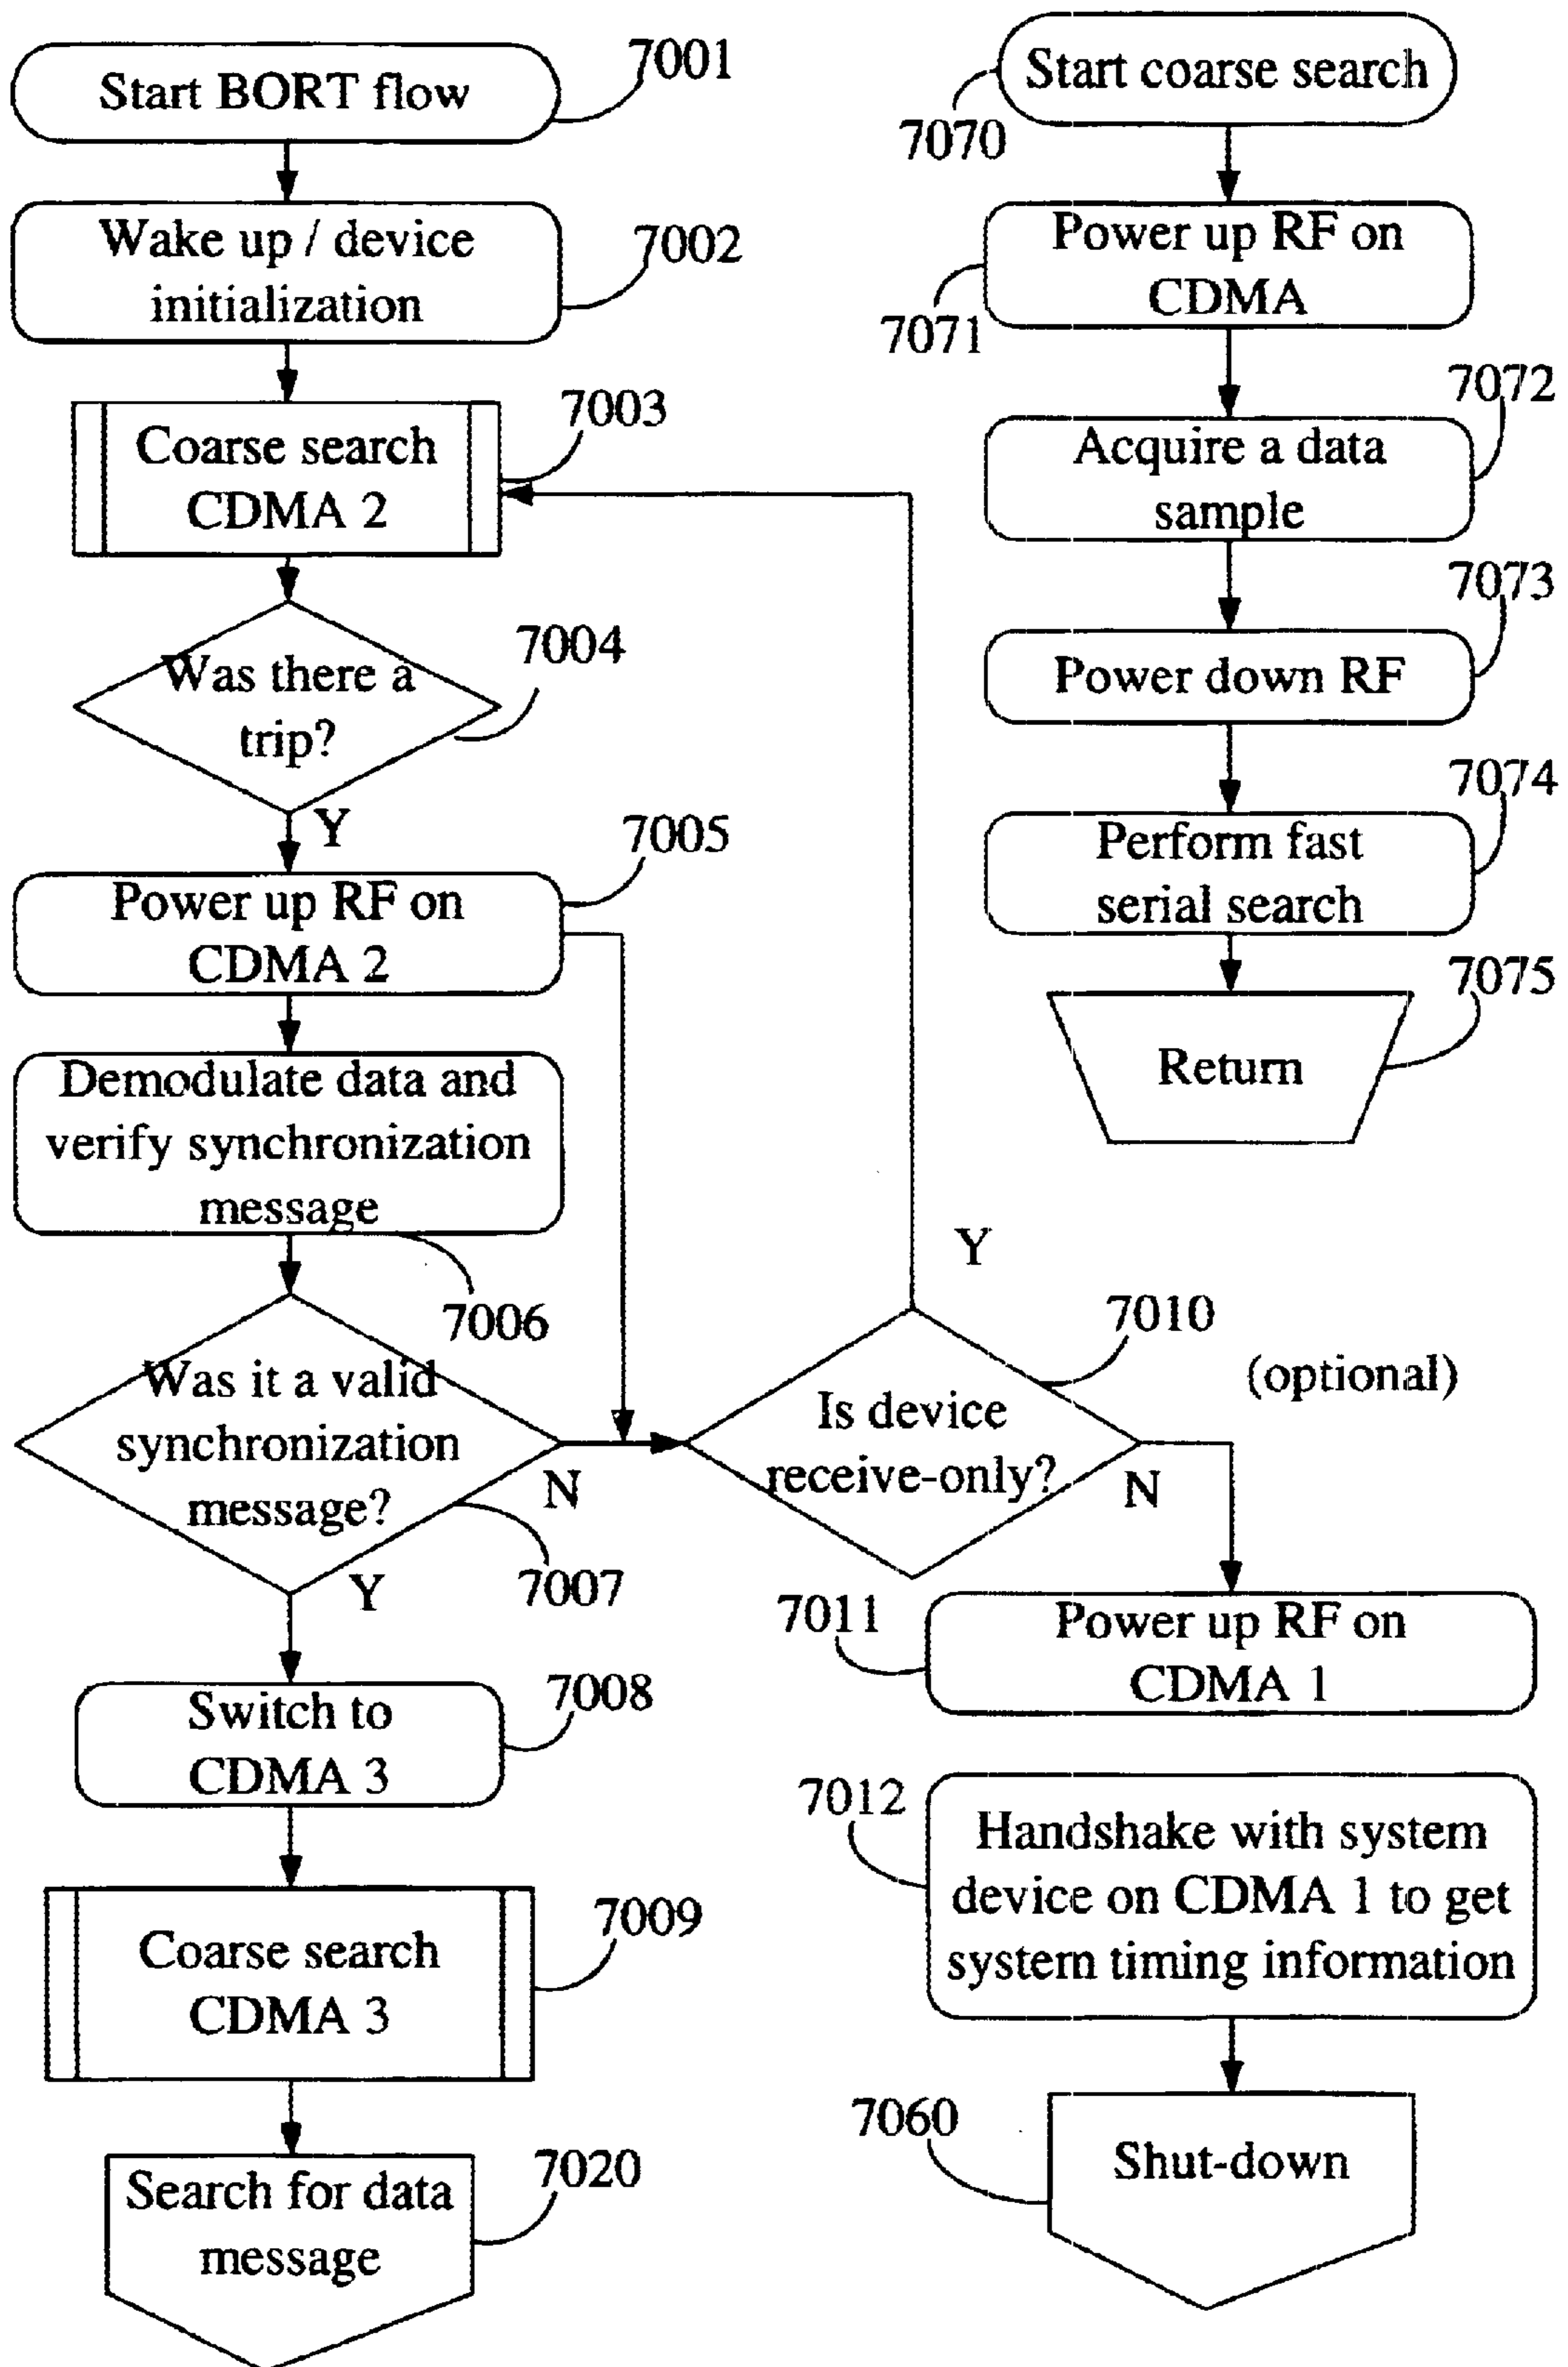 Start BORT flow
7001
Wake up / device
initialization
7002
Coarse search
CDMA 2
7003
Was there a
trip?
7004
Y
Power up RF on
CDMA 2
7005
Demodulate data and
verify synchronization
message
7006
Was it a valid
synchronization
message?
7007
N
Y
Switch to
CDMA 3
7008
Coarse search
CDMA 3
7009
Search for data
message
7020
Start coarse search
7070
Power up RF on
CDMA
7071
Acquire a data
sample
7072
Power down RF
7073
Perform fast
serial search
7074
Return
7075
Y
Is device
receive-only?
7010
(optional)
N
Power up RF on
CDMA 1
7011
Handshake with system
device on CDMA 1 to get
system timing information
7012
Shut-down
7060